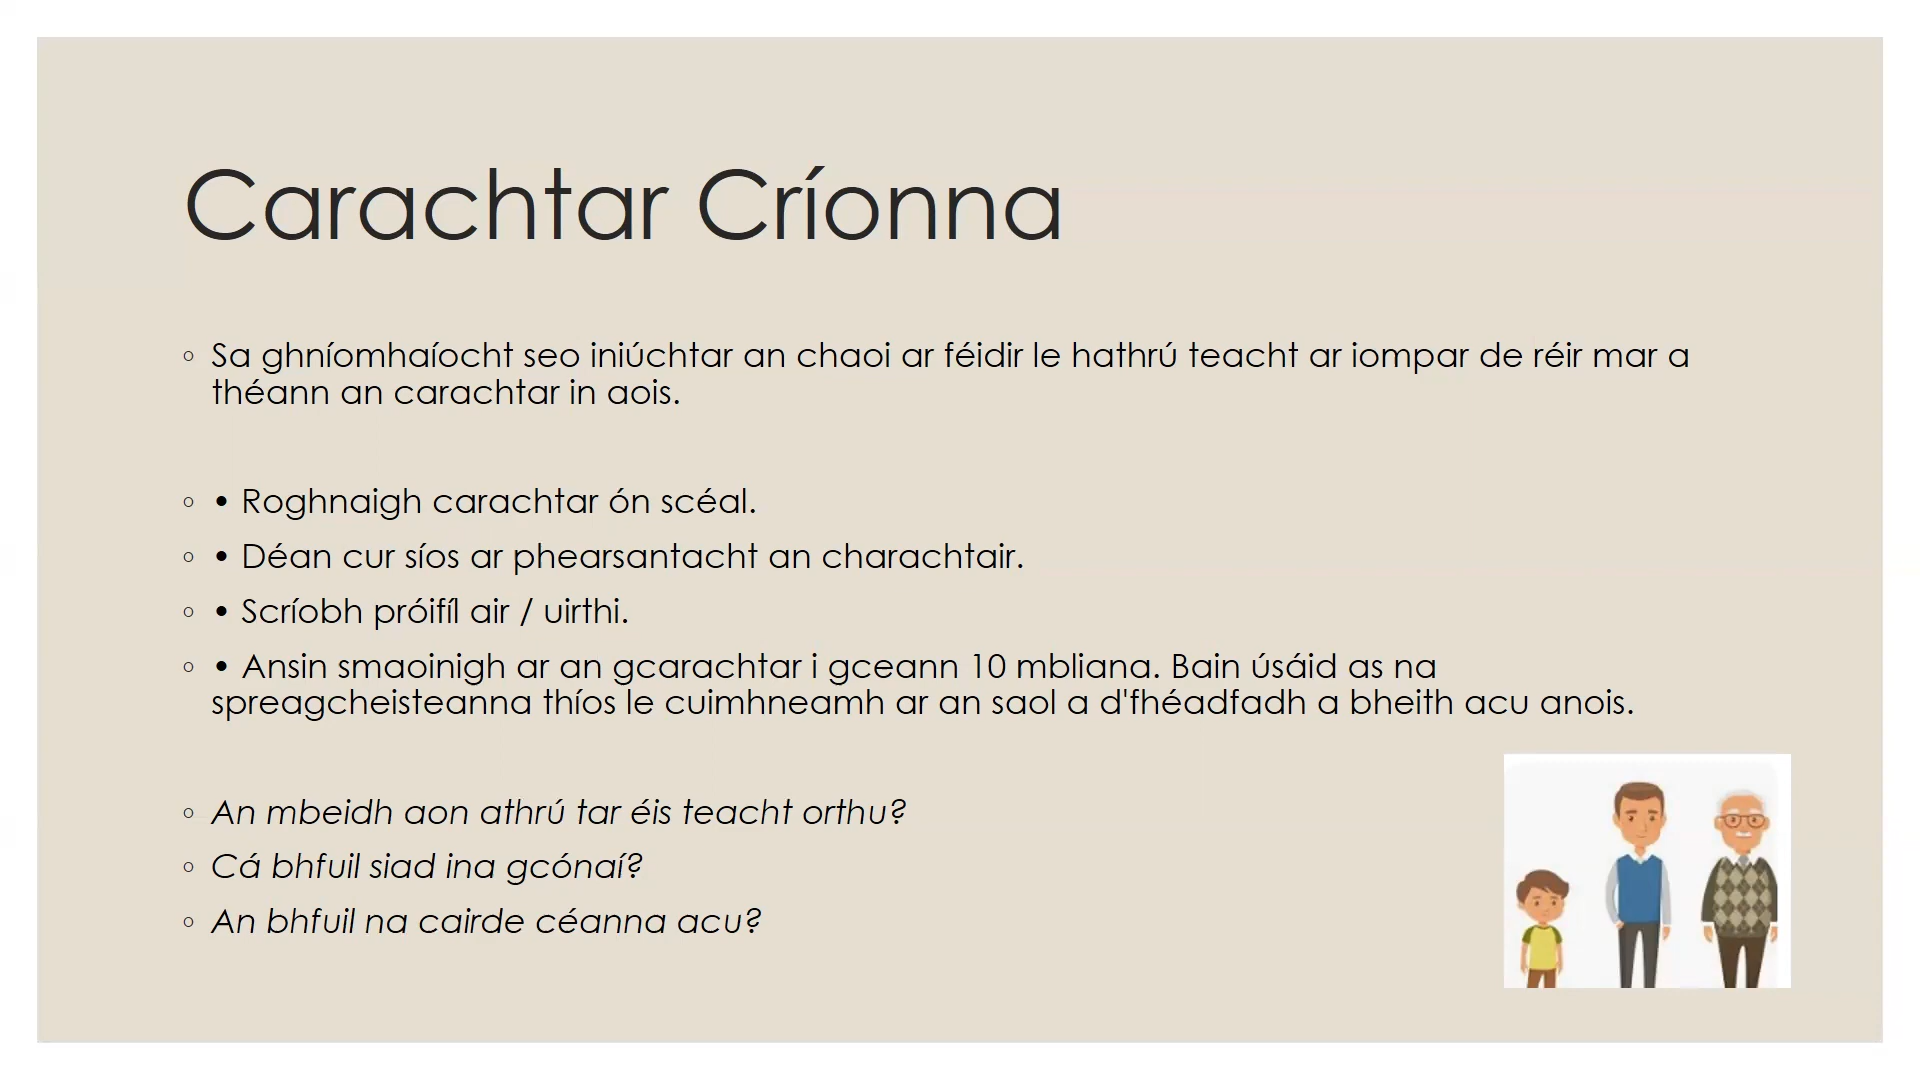 Carachtar Críonna
◦ Sa ghníomhaíocht seo iniúchtar an chaoi ar féidir le hathrú teacht ar iompar de réir mar a
théann an carachtar in aois.
◦ • Roghnaigh carachtar ón scéal.
◦ • Déan cur síos ar phearsantacht an charachtair.
◦ • Scríobh próifíl air / uirthi.
◦ • Ansin smaoinigh ar an gcarachtar i gceann 10 mbliana. Bain úsáid as na
spreagcheisteanna thíos le cuimhneamh ar an saol a d'fhéadfadh a bheith acu anois.
◦ An mbeidh aon athrú tar éis teacht orthu?
◦ Cá bhfuil siad ina gcónaí?
◦ An bhfuil na cairde céanna acu?